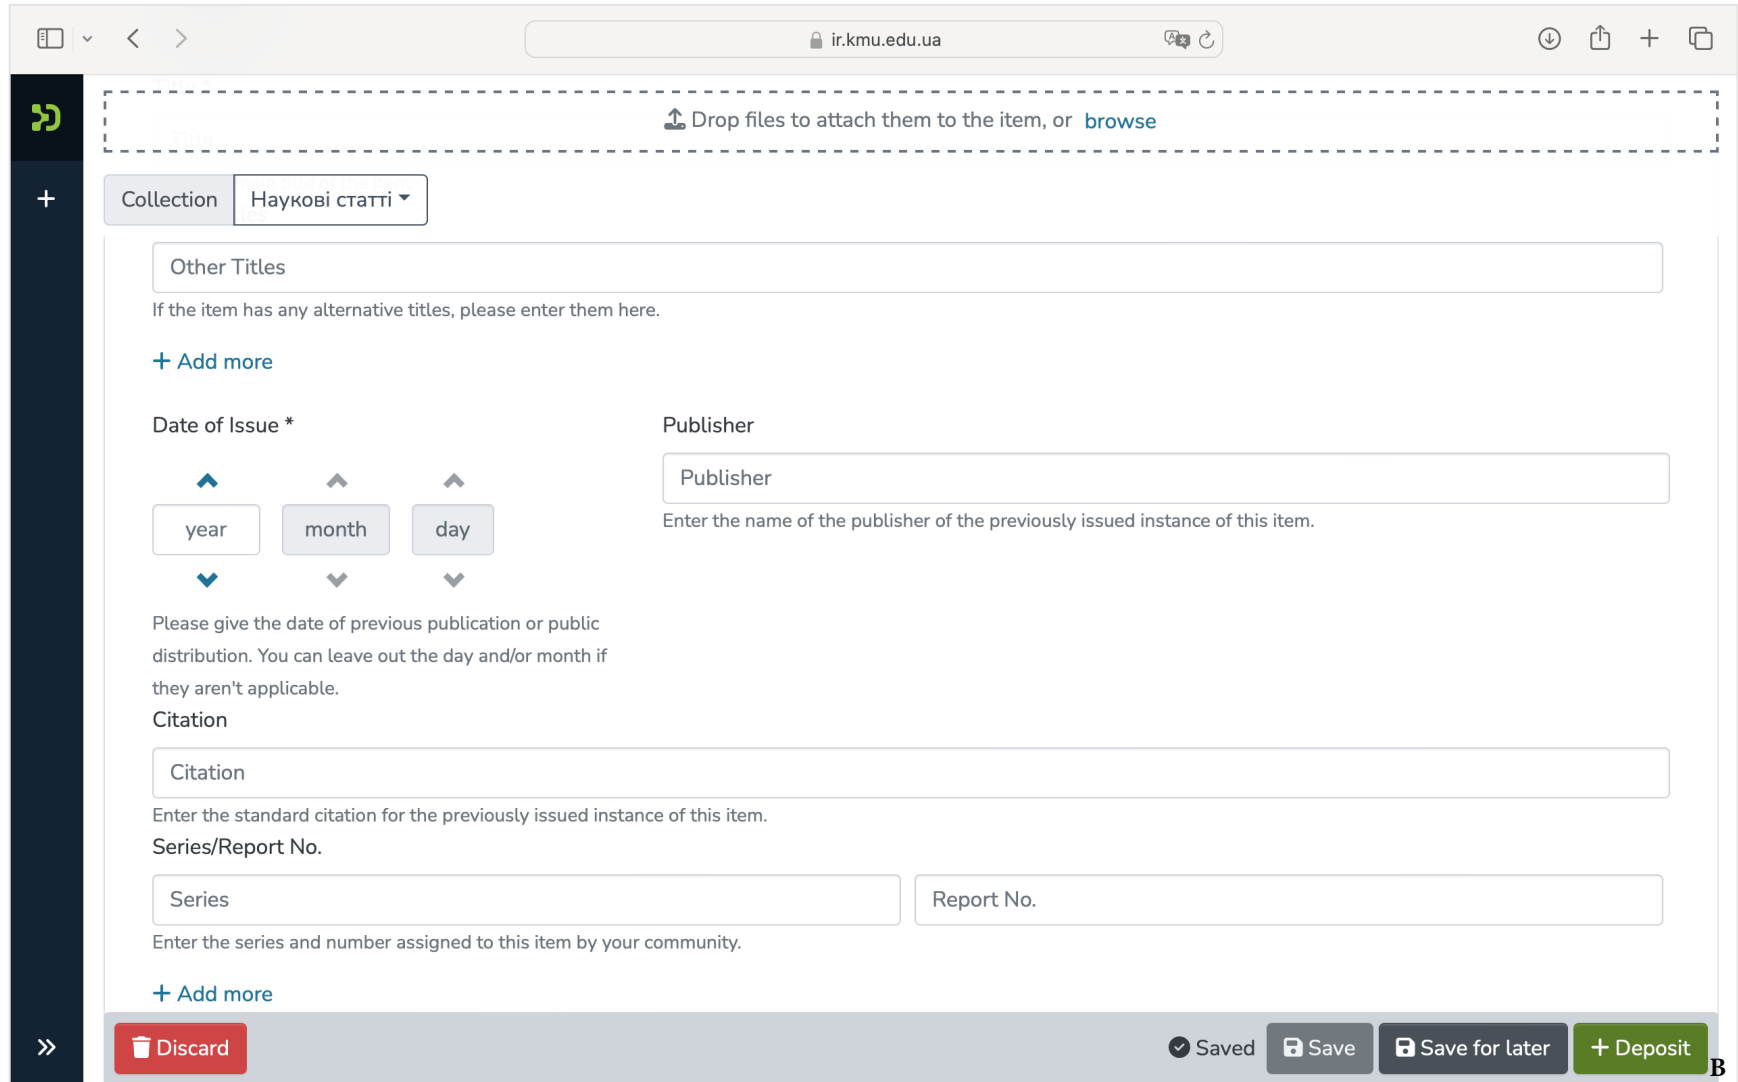 ir.kmu.edu.ua
Drop files to attach them to the item, or browse
Collection Наукові статті
Other Titles
If the item has any alternative titles, please enter them here.
+ Add more
Date of Issue * Publisher
Publisher
Enter the name of the publisher of the previously issued instance of this item.
year month day
Please give the date of previous publication or public
distribution. You can leave out the day and/or month if
they aren't applicable.
Citation
Citation
Enter the standard citation for the previously issued instance of this item.
Series/Report No.
Series Report No.
Enter the series and number assigned to this item by your community.
+ Add more
Discard Saved Save Save for later + Deposit
В